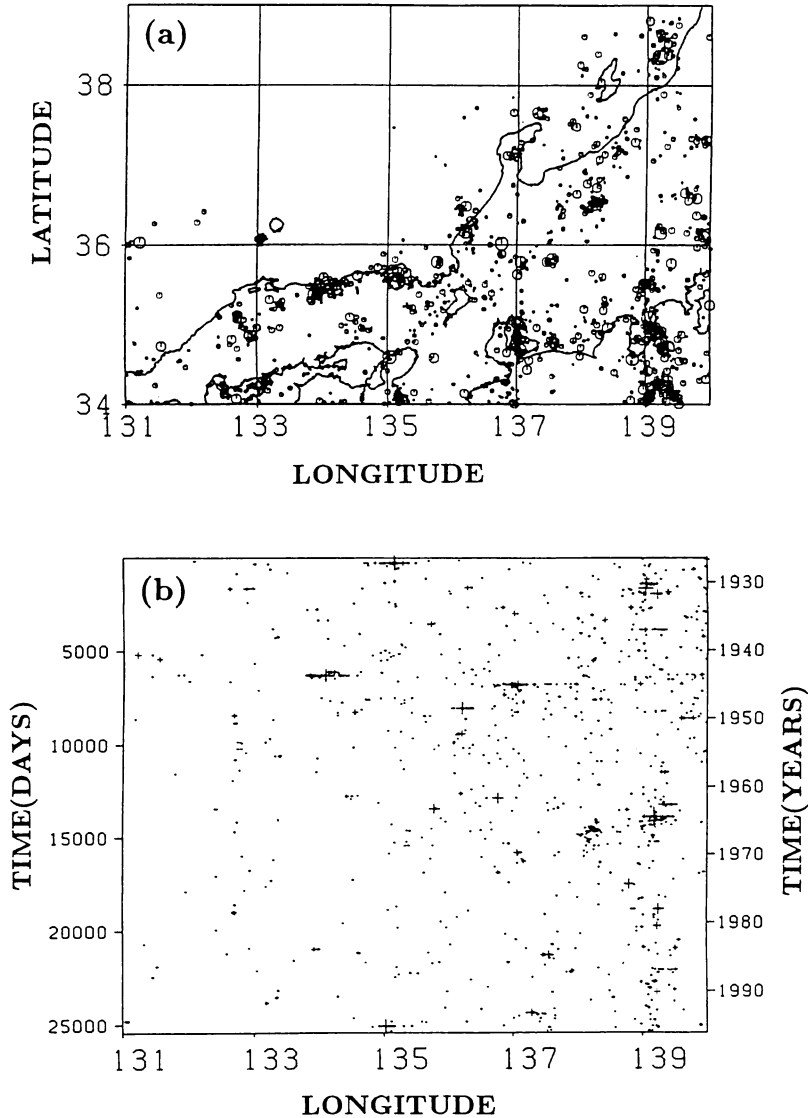 (a)
38
36
34
LATITUDE
131 133 135 137 139
LONGITUDE
(b)
5000
10000
15000
20000
25000
TIME(DAYS)
1930
1940
1950
1960
1970
1980
1990
TIME(YEARS)
131 133 135 137 139
LONGITUDE